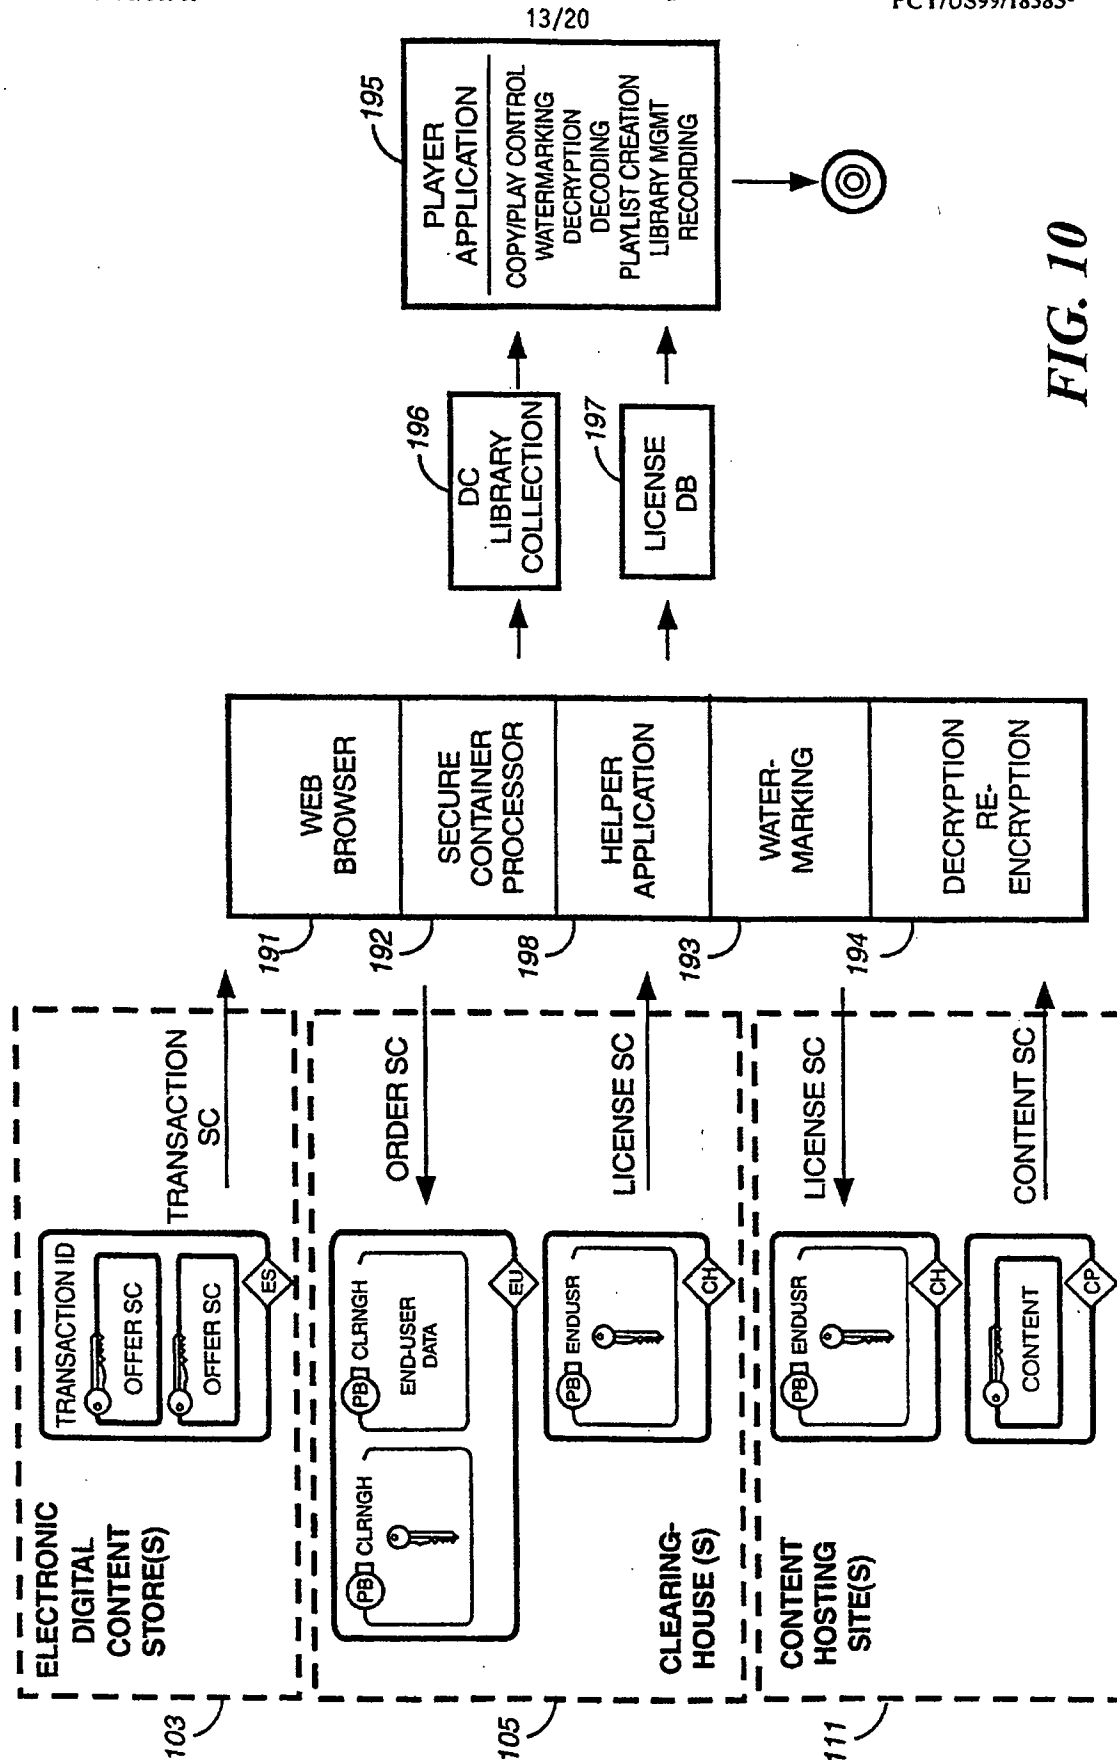 13/20
ELECTRONIC
DIGITAL
CONTENT
STORE(S)
103
TRANSACTION ID
OFFER SC
OFFER SC
ES
TRANSACTION
SC
CLEARING-
HOUSE (S)
105
PB CLRNGH
PB CLRNGH
END-USER
DATA
EU
ORDER SC
PB ENDUSR
CH
LICENSE SC
CONTENT
HOSTING
SITE(S)
111
PB ENDUSR
CH
LICENSE SC
CONTENT
CP
CONTENT SC
191
WEB
BROWSER
192
SECURE
CONTAINER
PROCESSOR
198
HELPER
APPLICATION
193
WATER-
MARKING
194
DECRYPTION
RE-
ENCRYPTION
196
DC
LIBRARY
COLLECTION
197
LICENSE
DB
195
PLAYER
APPLICATION
COPY/PLAY CONTROL
WATERMARKING
DECRYPTION
DECODING
PLAYLIST CREATION
LIBRARY MGMT
RECORDING
FIG. 10